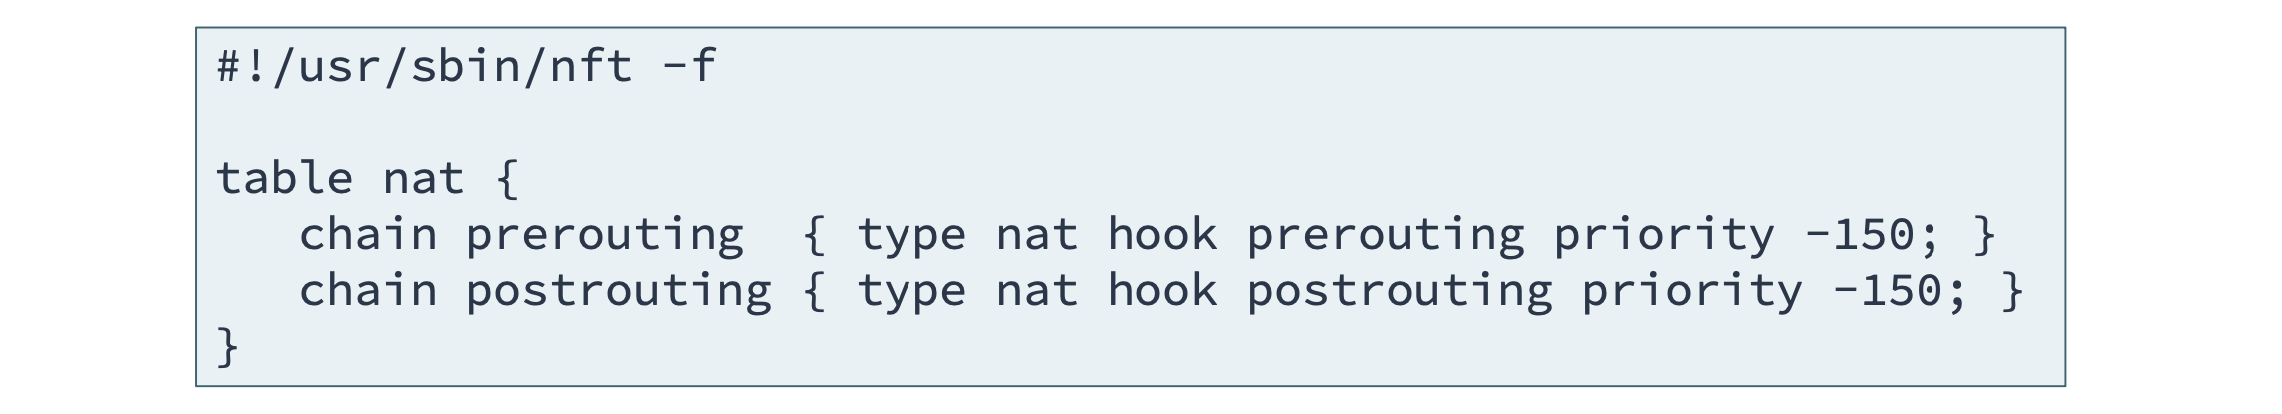 #!/usr/sbin/nft -f

table nat {
   chain prerouting  { type nat hook prerouting priority -150; }
   chain postrouting { type nat hook postrouting priority -150; }
}